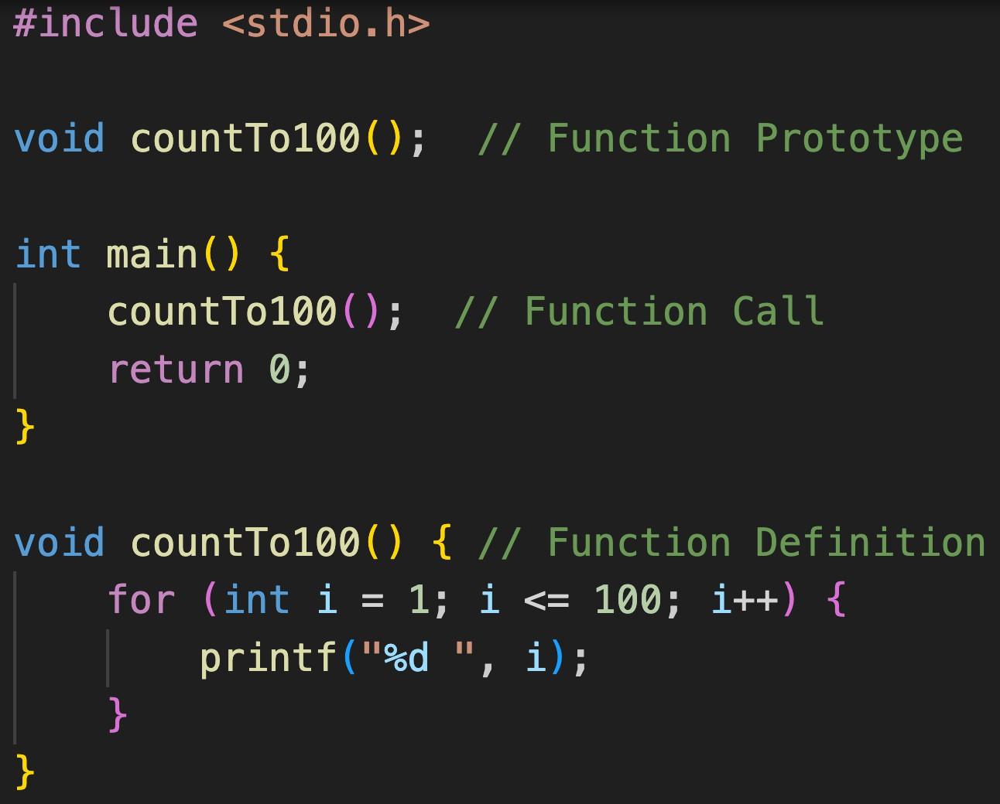 #include <stdio.h>
void countTo100();  // Function Prototype
int main() {
    countTo100();  // Function Call
    return 0;
}
void countTo100() { // Function Definition
    for (int i = 1; i <= 100; i++) {
        printf("%d ", i);
    }
}